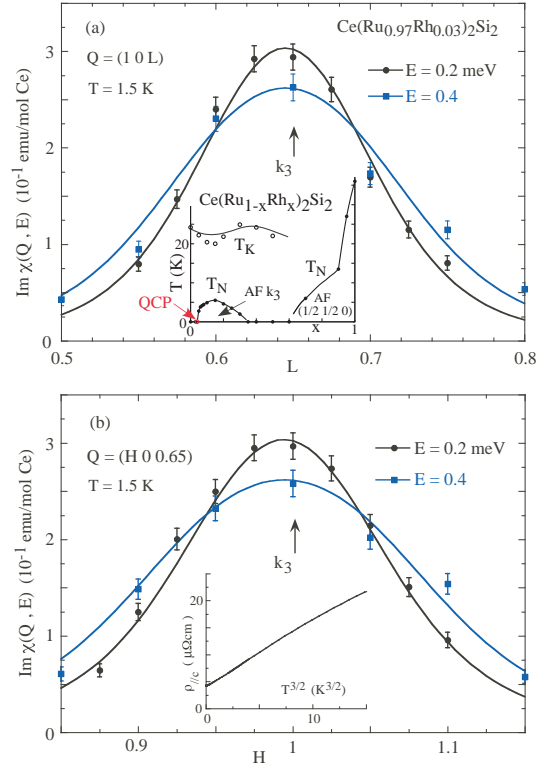 (a)
Ce(Ru0.97Rh0.03)2Si2
Q = (1 0 L)
T = 1.5 K
E = 0.2 meV
E = 0.4
k3
Im χ(Q , E)  (10-1 emu/mol Ce)
3
2
1
0
Ce(Ru1-xRhx)2Si2
T (K)
20
0
TK
TN
AF k3
QCP
TN
AF
(1/2 1/2 0)
0
x
1
0.5
0.6
0.7
0.8
L
(b)
Q = (H 0 0.65)
T = 1.5 K
E = 0.2 meV
E = 0.4
k3
Im χ(Q , E)  (10-1 emu/mol Ce)
3
2
1
0
ρ//c ( μΩcm )
20
0
T3/2 (K3/2)
0
10
0.9
1
1.1
H